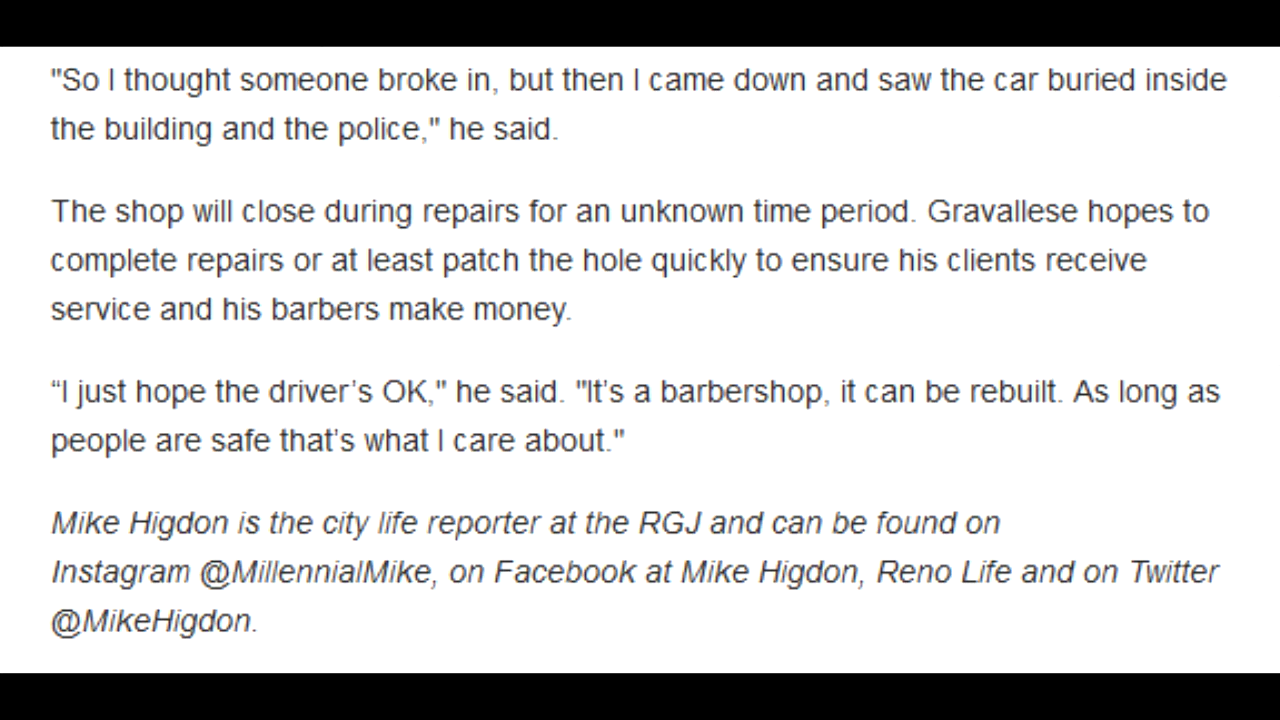 "So I thought someone broke in, but then I came down and saw the car buried inside
the building and the police," he said.
The shop will close during repairs for an unknown time period. Gravallese hopes to
complete repairs or at least patch the hole quickly to ensure his clients receive
service and his barbers make money.
“I just hope the driver’s OK," he said. "It’s a barbershop, it can be rebuilt. As long as
people are safe that’s what I care about."
Mike Higdon is the city life reporter at the RGJ and can be found on
Instagram @MillennialMike, on Facebook at Mike Higdon, Reno Life and on Twitter
@MikeHigdon.